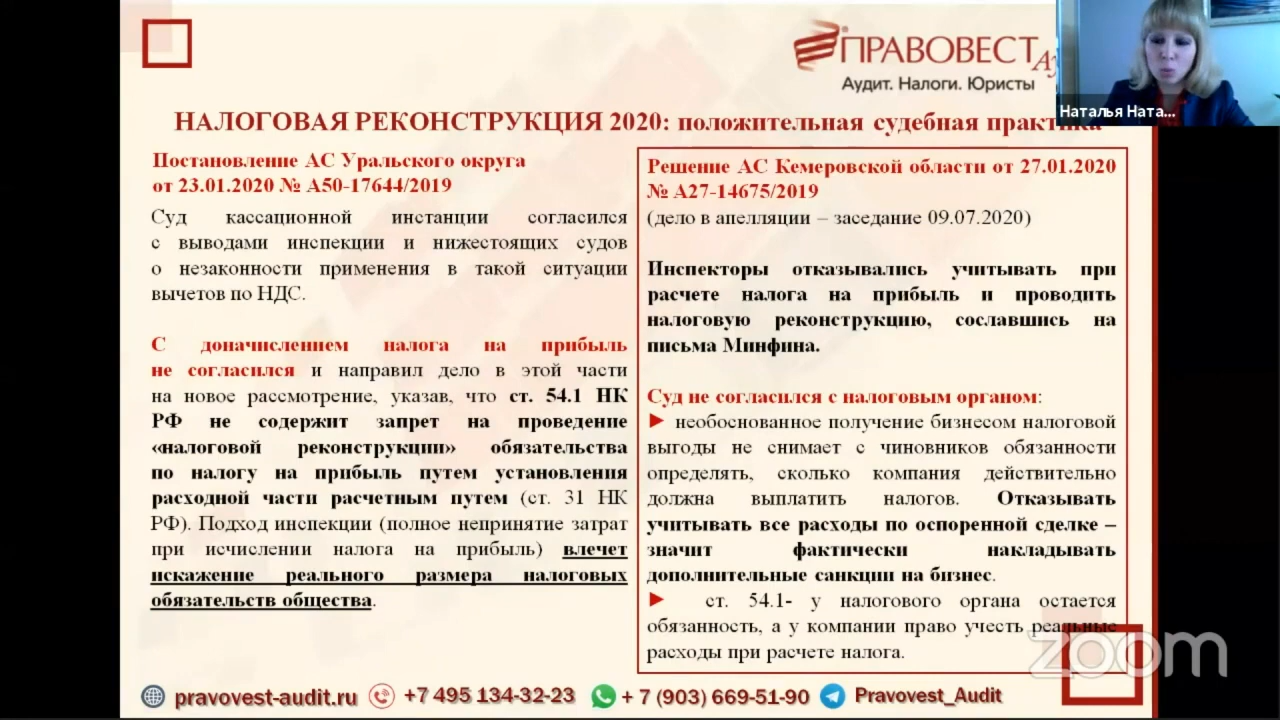 ПРАВОВЕСТ
Аудит. Налоги. Юристы
Наталья Ната...
НАЛОГОВАЯ РЕКОНСТРУКЦИЯ 2020: положительная судебная практика
Постановление АС Уральского округа
от 23.01.2020 № А50-17644/2019
Суд кассационной инстанции согласился
с выводами инспекции и нижестоящих судов
о незаконности применения в такой ситуации
вычетов по НДС.
С доначислением налога на прибыль
не согласился и направил дело в этой части
на новое рассмотрение, указав, что ст. 54.1 НК
РФ не содержит запрет на проведение
«налоговой реконструкции» обязательства
по налогу на прибыль путем установления
расходной части расчетным путем (ст. 31 НК
РФ). Подход инспекции (полное непринятие затрат
при исчислении налога на прибыль) влечет
искажение реального размера налоговых
обязательств общества.
Решение АС Кемеровской области от 27.01.2020
№ А27-14675/2019
(дело в апелляции – заседание 09.07.2020)
Инспекторы отказывались учитывать при
расчете налога на прибыль и проводить
налоговую реконструкцию, сославшись на
письма Минфина.
Суд не согласился с налоговым органом:
► необоснованное получение бизнесом налоговой
выгоды не снимает с чиновников обязанности
определять, сколько компания действительно
должна выплатить налогов. Отказывать
учитывать все расходы по оспоренной сделке –
значит фактически накладывать
дополнительные санкции на бизнес.
► ст. 54.1- у налогового органа остается
обязанность, а у компании право учесть реальные
расходы при расчете налога.
zoom
pravovest-audit.ru +7 495 134-32-23 + 7 (903) 669-51-90 Pravovest_Audit